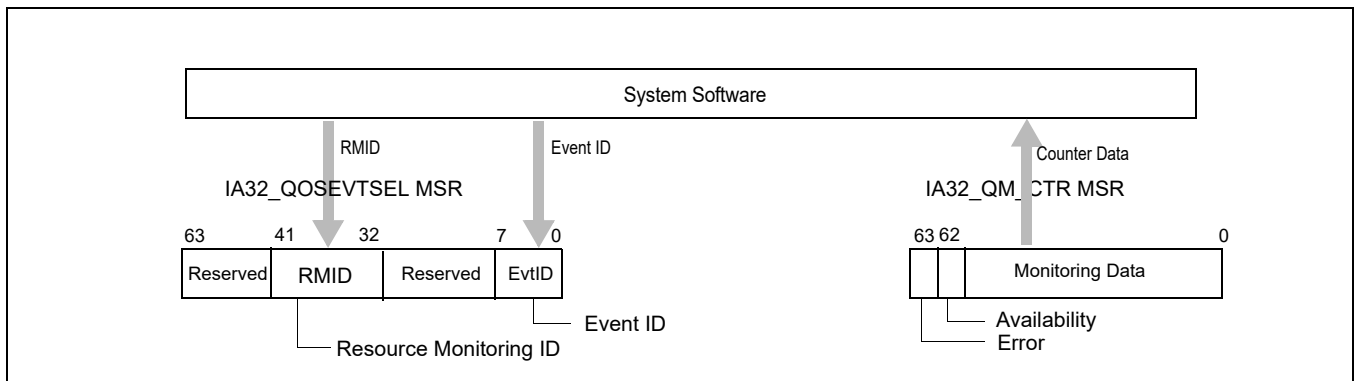 System Software
RMID
Event ID
Counter Data
IA32_QOSEVTSEL MSR
IA32_QM_CTR MSR
63 41 32 7 0
63 62 0
Reserved RMID Reserved EvtID
Monitoring Data
Event ID
Resource Monitoring ID
Availability
Error